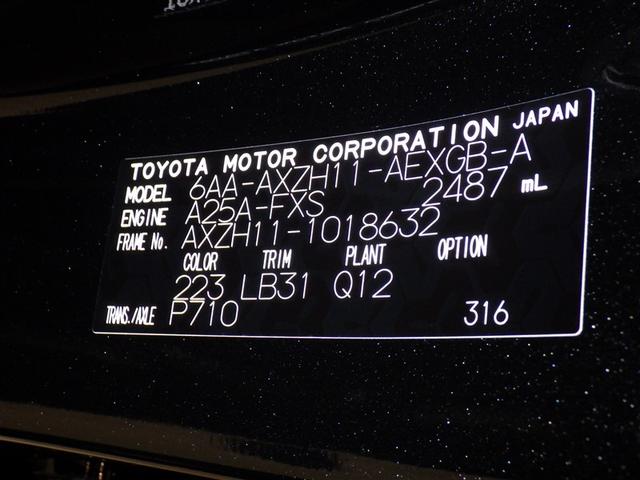 TOYOTA MOTOR CORPORATION JAPAN
MODEL 6AA-AXZH11-AEXGB-A
ENGINE A25A-FXS 2487 mL
FRAME No. AXZH11-1018632
COLOR TRIM PLANT OPTION
223 LB31 Q12
TRANS./AXLE P710 316